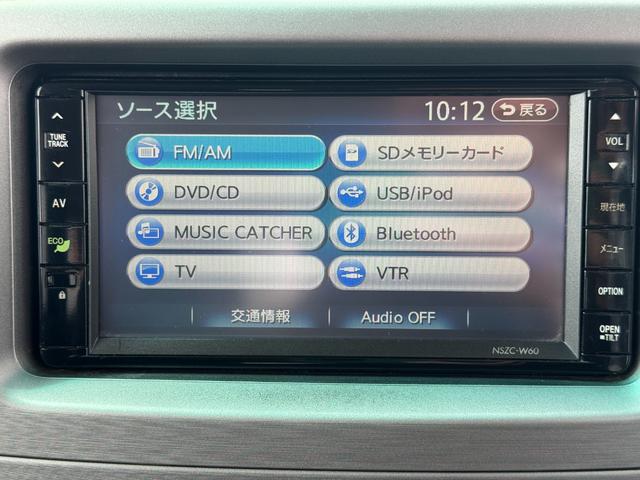 ソース選択
10:12
戻る
FM/AM
SDメモリーカード
DVD/CD
USB/iPod
MUSIC CATCHER
Bluetooth
TV
VTR
交通情報
Audio OFF
TUNE
TRACK
AV
ECO
VOL
現在地
メニュー
OPTION
OPEN
TILT
NSZC-W60